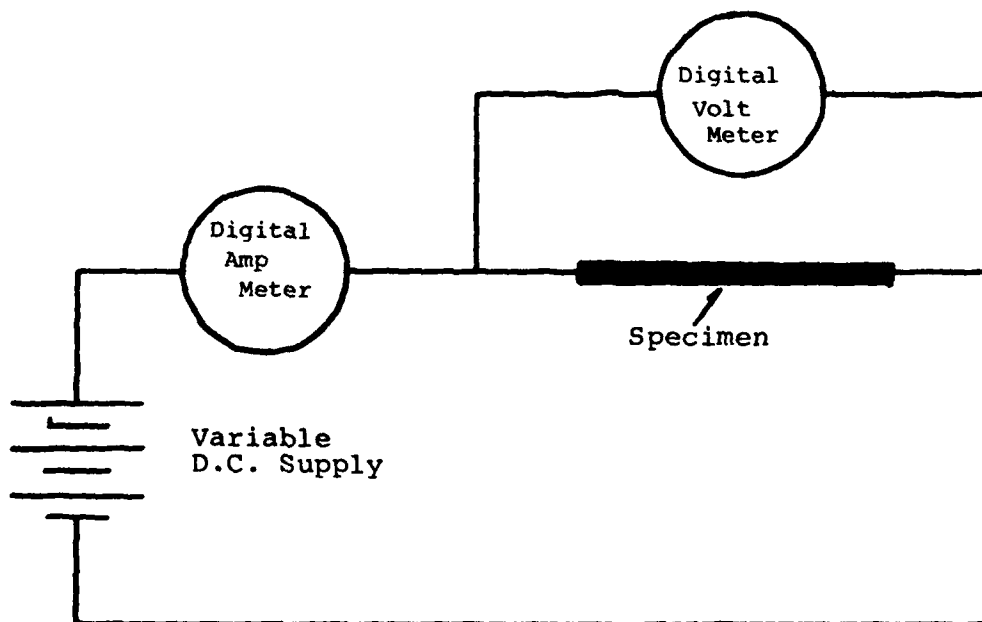 Digital
Volt
Meter
Digital
Amp
Meter
Specimen
Variable
D.C. Supply